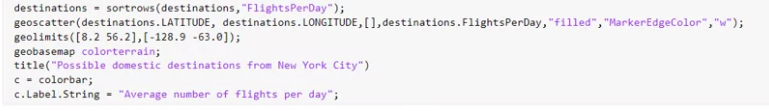 destinations = sortrows(destinations,"FlightsPerDay");
geoscatter(destinations.LATITUDE, destinations.LONGITUDE,[],destinations.FlightsPerDay,"filled","MarkerEdgeColor","w");
geolimits([8.2 56.2],[-128.9 -63.0]);
geobasemap colorterrain;
title("Possible domestic destinations from New York City")
c = colorbar;
c.Label.String = "Average number of flights per day";